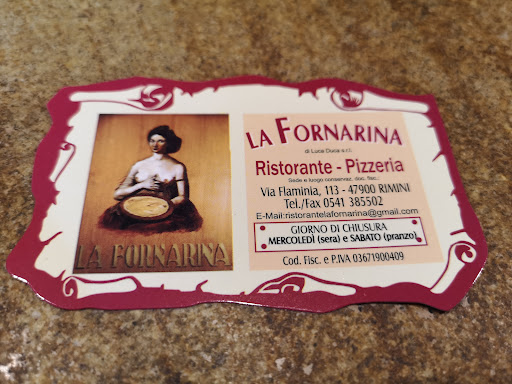 LA FORNARINA
LA FORNARINA
di Luca Duca s.r.l.
Ristorante - Pizzeria
Sede e luogo conservaz. doc. fisc.:
Via Flaminia, 113 - 47900 RIMINI
Tel./Fax 0541 385502
E-Mail:ristorantelafornarina@gmail.com
GIORNO DI CHIUSURA
MERCOLEDÌ (sera) e SABATO (pranzo)
Cod. Fisc. e P.IVA 03671900409